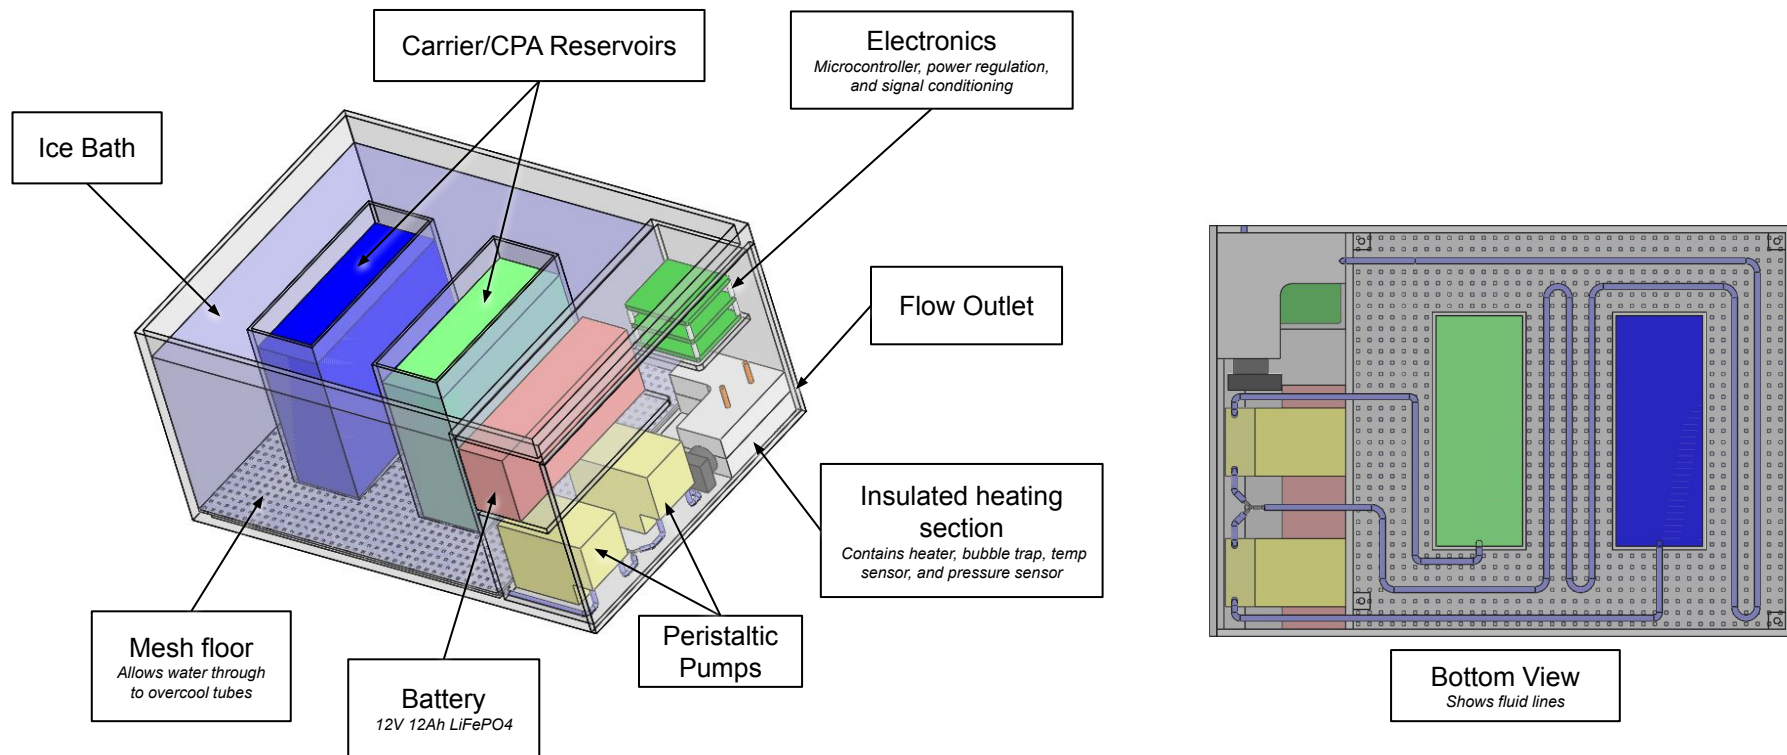 Carrier/CPA Reservoirs
Electronics
Microcontroller, power regulation,
and signal conditioning
Ice Bath
Flow Outlet
Insulated heating
section
Contains heater, bubble trap, temp
sensor, and pressure sensor
Mesh floor
Allows water through
to overcool tubes
Battery
12V 12Ah LiFePO4
Peristaltic
Pumps
Bottom View
Shows fluid lines